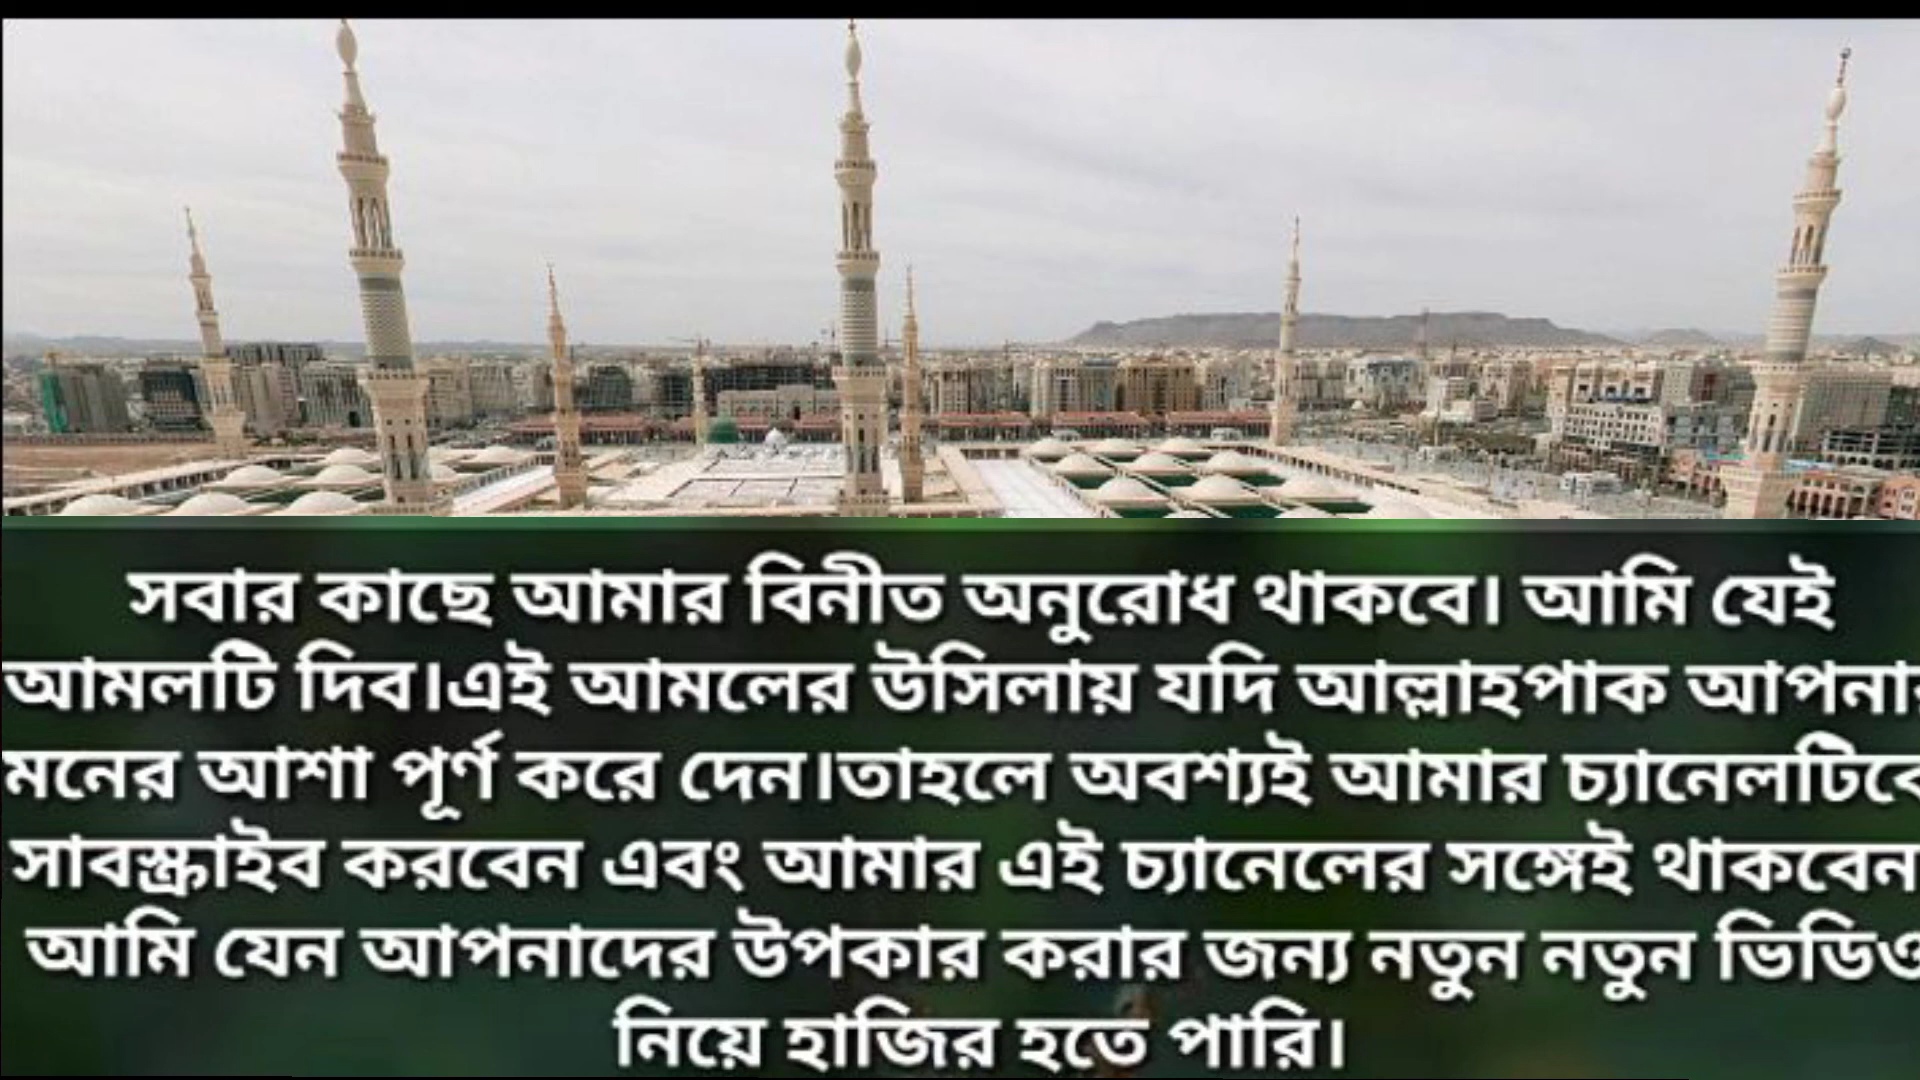 সবার কাছে আমার বিনীত অনুরোধ থাকবে। আমি যেই
আমলটি দিব।এই আমলের উসিলায় যদি আল্লাহপাক আপনার
মনের আশা পূর্ণ করে দেন।তাহলে অবশ্যই আমার চ্যানেলটিকে
সাবস্ক্রাইব করবেন এবং আমার এই চ্যানেলের সঙ্গেই থাকবেন
আমি যেন আপনাদের উপকার করার জন্য নতুন নতুন ভিডিও
নিয়ে হাজির হতে পারি।